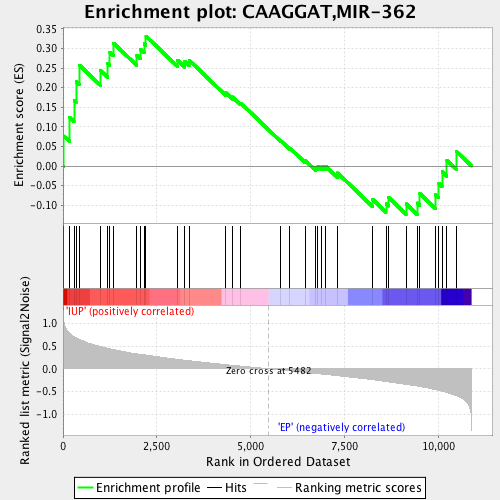 Enrichment plot: CAAGGAT,MIR-362
Enrichment score (ES)
0.35
0.30
0.25
0.20
0.15
0.10
0.05
0.00
-0.05
-0.10
'IUP' (positively correlated)
Ranked list metric (Signal2Noise)
1.0
0.5
0.0
-0.5
-1.0
Zero cross at 5482
'EP' (negatively correlated)
0
2,500
5,000
7,500
10,000
Rank in Ordered Dataset
Enrichment profile
Hits
Ranking metric scores